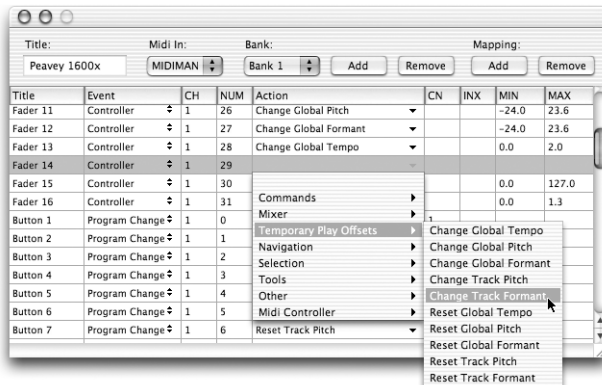 Title: Midi In: Bank: Mapping:
Peavey 1600x MIDIMAN Bank 1 Add Remove Add Remove
Title Event CH NUM Action CN INX MIN MAX
Fader 11 Controller 1 26 Change Global Pitch -24.0 23.6
Fader 12 Controller 1 27 Change Global Formant -24.0 23.6
Fader 13 Controller 1 28 Change Global Tempo 0.0 2.0
Fader 14 Controller 1 29
Fader 15 Controller 1 30 0.0 127.0
Fader 16 Controller 1 31 Commands 0.0 1.3
Button 1 Program Change 1 0 Mixer 1
Button 2 Program Change 1 1 Temporary Play Offsets Change Global Tempo
Button 3 Program Change 1 2 Navigation Change Global Pitch
Selection Change Global Formant
Button 4 Program Change 1 3 Tools Change Track Pitch
Button 5 Program Change 1 4 Other Change Track Formant
Button 6 Program Change 1 5 Midi Controller Reset Global Tempo
Button 7 Program Change 1 6 Reset Track Pitch Reset Global Pitch
Reset Global Formant
Reset Track Pitch
Reset Track Formant